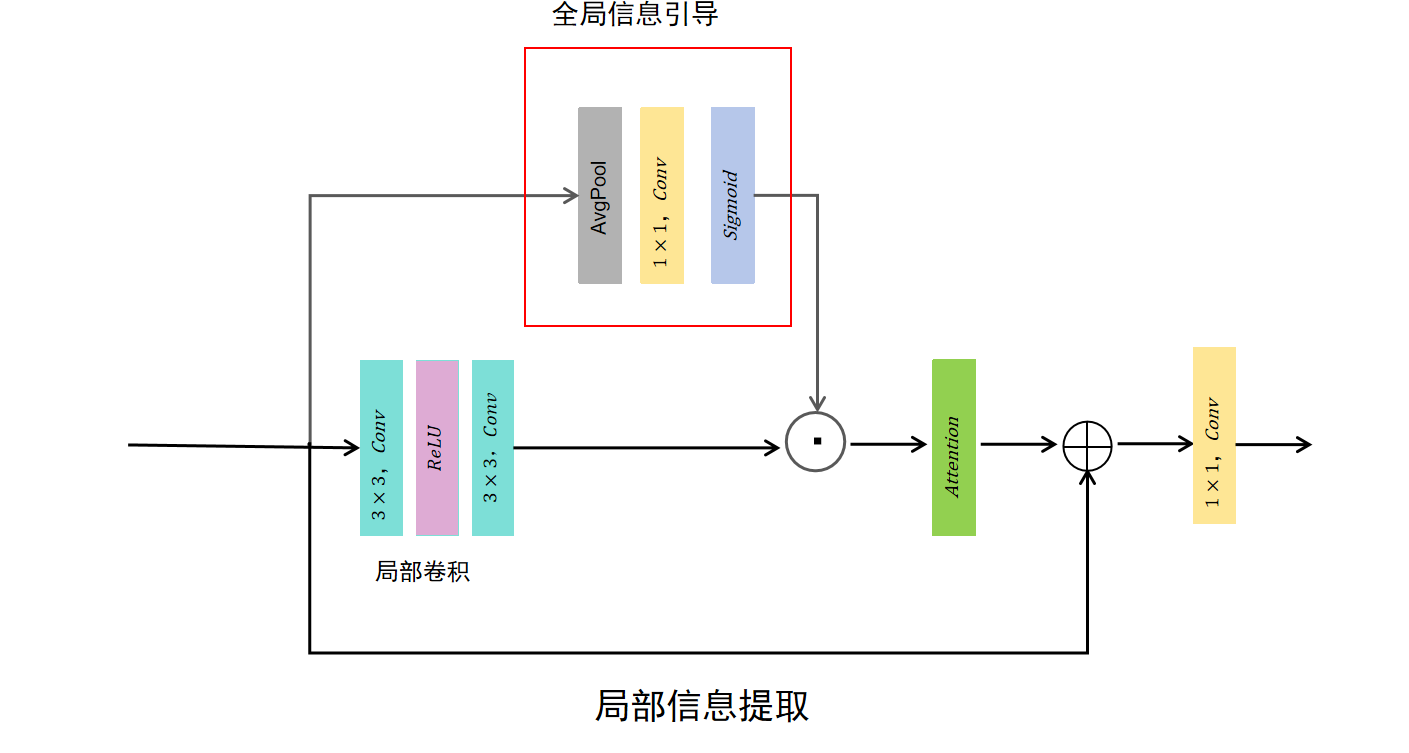 全局信息引导
AvgPool
1×1，Conv
Sigmoid
3×3，Conv
ReLU
3×3，Conv
Attention
1×1，Conv
局部卷积
局部信息提取